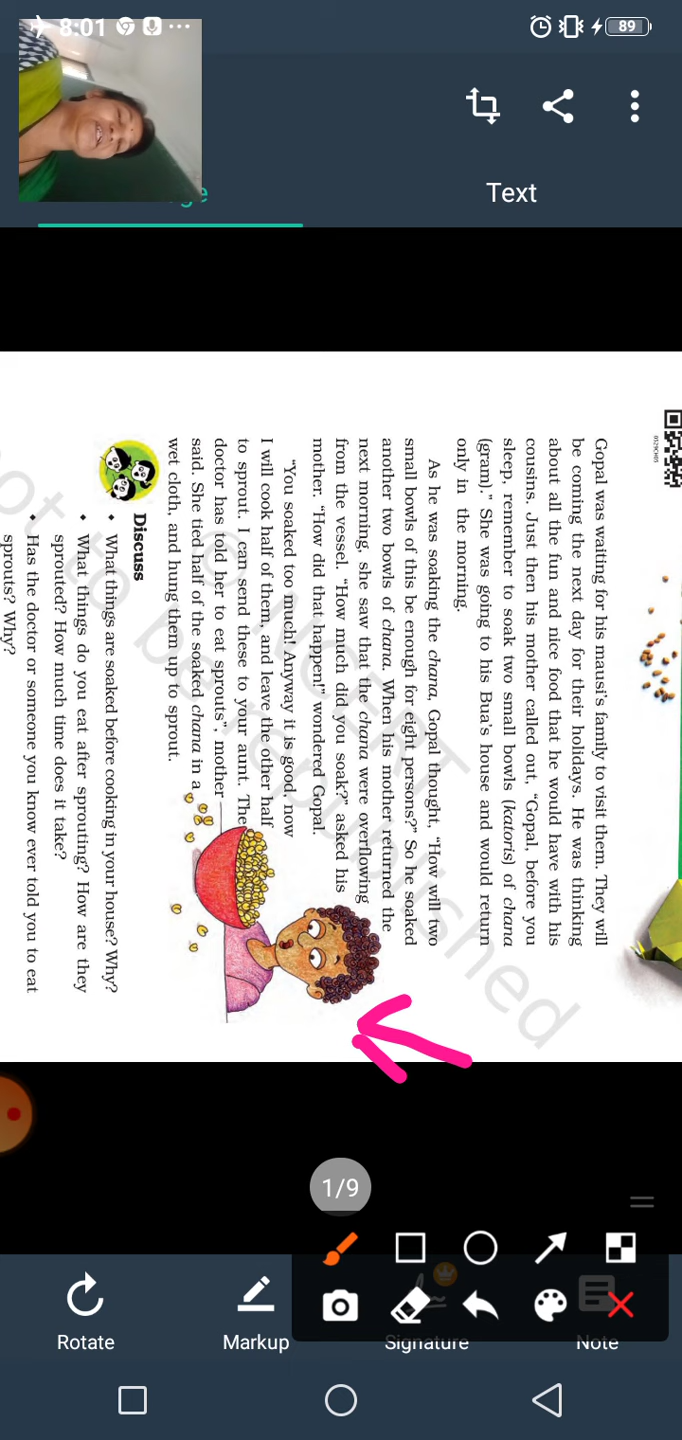 8:01
89
Text
0329CH05
Gopal was waiting for his mausi's family to visit them. They will
be coming the next day for their holidays. He was thinking
about all the fun and nice food that he would have with his
cousins. Just then his mother called out, “Gopal, before you
sleep, remember to soak two small bowls (katoris) of chana
(gram).” She was going to his Bua's house and would return
only in the morning.
As he was soaking the chana, Gopal thought, “How will two
small bowls of this be enough for eight persons?” So he soaked
another two bowls of chana. When his mother returned the
next morning, she saw that the chana were overflowing
from the vessel. “How much did you soak?” asked his
mother. “How did that happen!” wondered Gopal.
“You soaked too much! Anyway it is good, now
I will cook half of them and leave the other half
to sprout. I can send these to your aunt. The
doctor has told her to eat sprouts”, mother
said. She tied half of the soaked chana in a
wet cloth, and hung them up to sprout.
Discuss
• What things are soaked before cooking in your house? Why?
• What things do you eat after sprouting? How are they
sprouted? How much time does it take?
• Has the doctor or someone you know ever told you to eat
sprouts? Why?
© NCERT
not to be republished
1/9
Rotate
Markup
Signature
Note